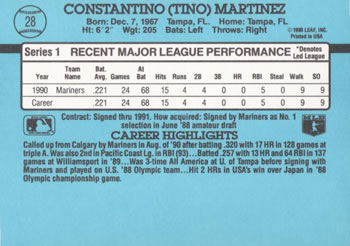 28
CONSTANTINO (TINO) MARTINEZ
Born: Dec. 7, 1967 Tampa, FL. Home: Tampa, FL
Ht: 6'2" Wgt: 205 Bats: Left Throws: Right
©1990 LEAF, INC.
Printed in USA
Series 1 RECENT MAJOR LEAGUE PERFORMANCE *Denotes Led League
Year Team Name Bat. Avg. Games At Bat Hits Runs 2B 3B HR RBI Steal Walk SO
1990 Mariners .221 24 68 15 4 4 0 0 5 0 9 9
Career .221 24 68 15 4 4 0 0 5 0 9 9
Contract: Signed thru 1991. How acquired: Signed by Mariners as No. 1
selection in June '88 amateur draft
CAREER HIGHLIGHTS
Called up from Calgary by Mariners in Aug. of '90 after batting .320 with 17 HR in 128 games at
triple A. Was also 2nd in Pacific Coast Lg. in RBI (93)...Batted .257 with 13 HR and 64 RBI in 137
games at Williamsport in '89...Was 3-time All America at U. of Tampa before signing with
Mariners and played on U.S. '88 Olympic team...Hit 2 HRs in USA's win over Japan in '88
Olympic championship game.